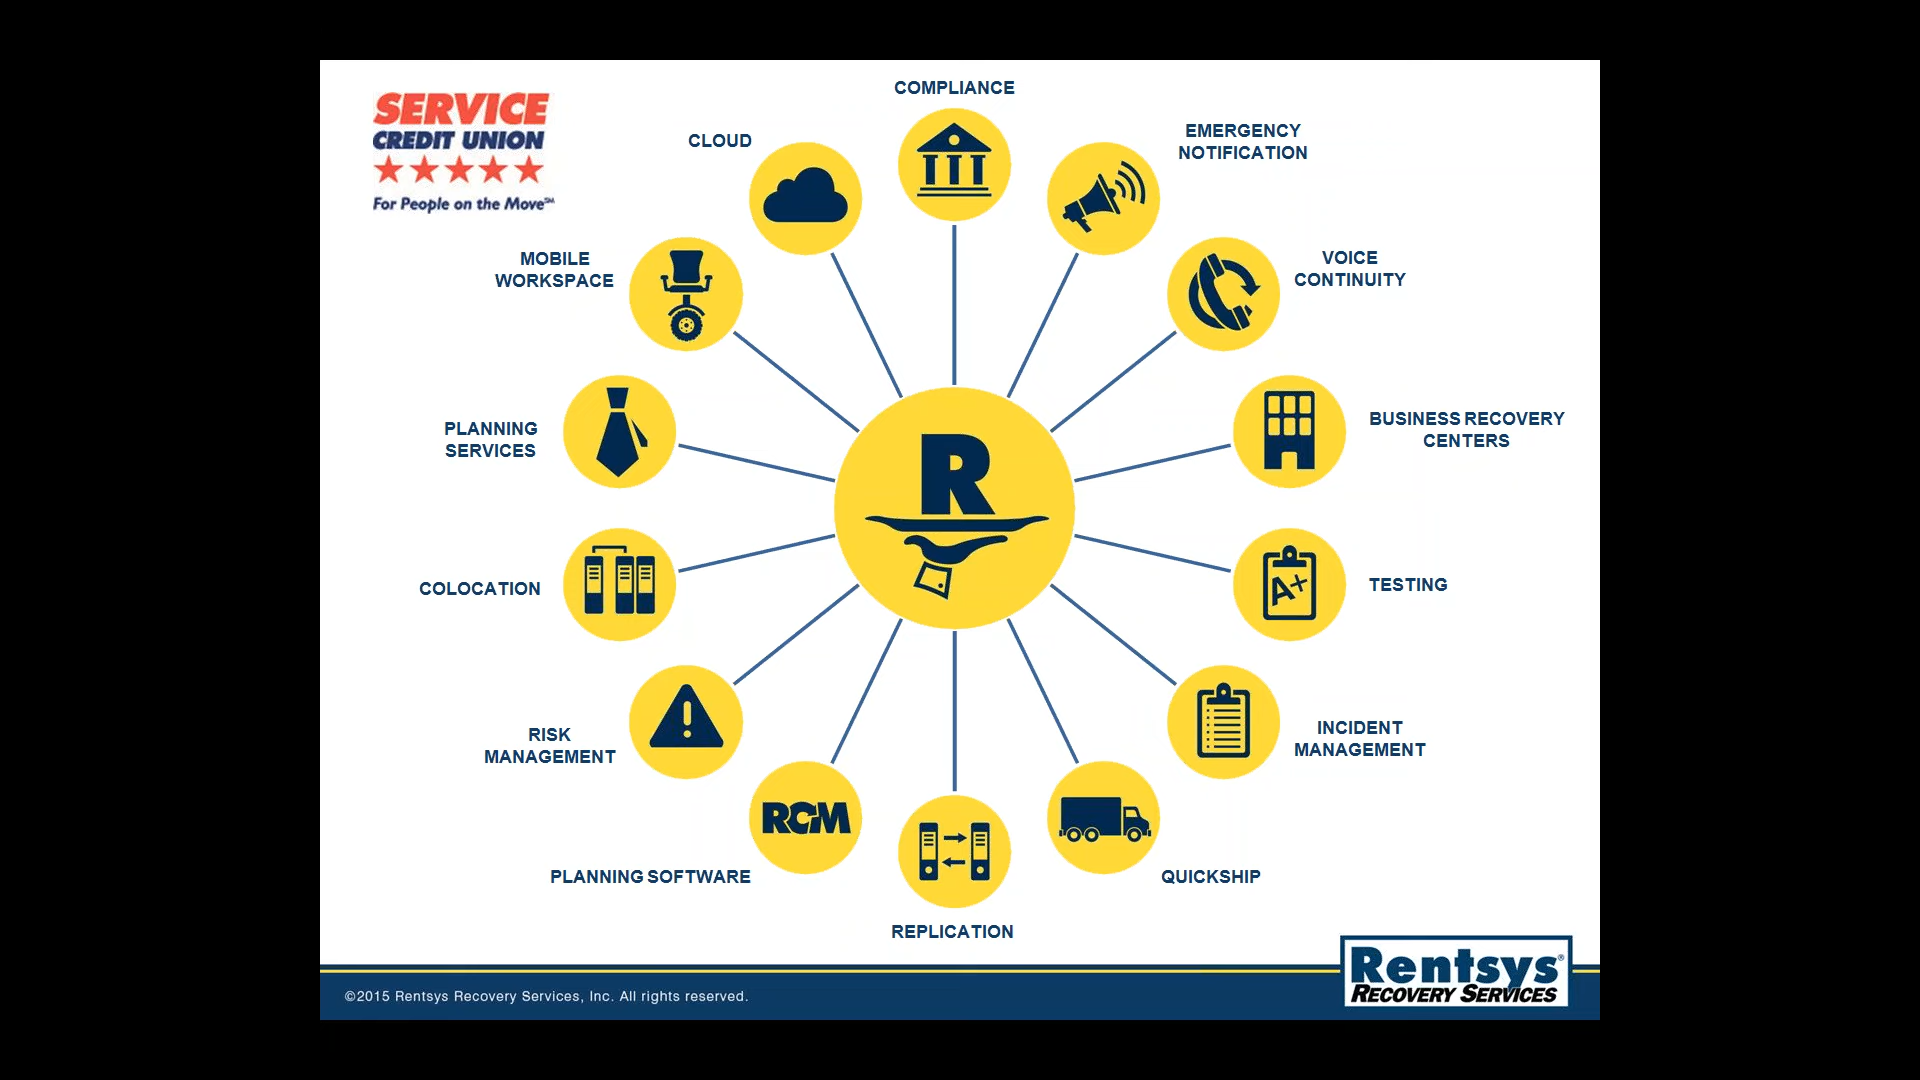 SERVICE
CREDIT UNION
For People on the Move℠
COMPLIANCE
CLOUD
EMERGENCY
NOTIFICATION
MOBILE
WORKSPACE
VOICE
CONTINUITY
PLANNING
SERVICES
BUSINESS RECOVERY
CENTERS
R
COLOCATION
TESTING
A+
RISK
MANAGEMENT
INCIDENT
MANAGEMENT
RCM
PLANNING SOFTWARE
QUICKSHIP
REPLICATION
Rentsys®
RECOVERY SERVICES
©2015 Rentsys Recovery Services, Inc. All rights reserved.